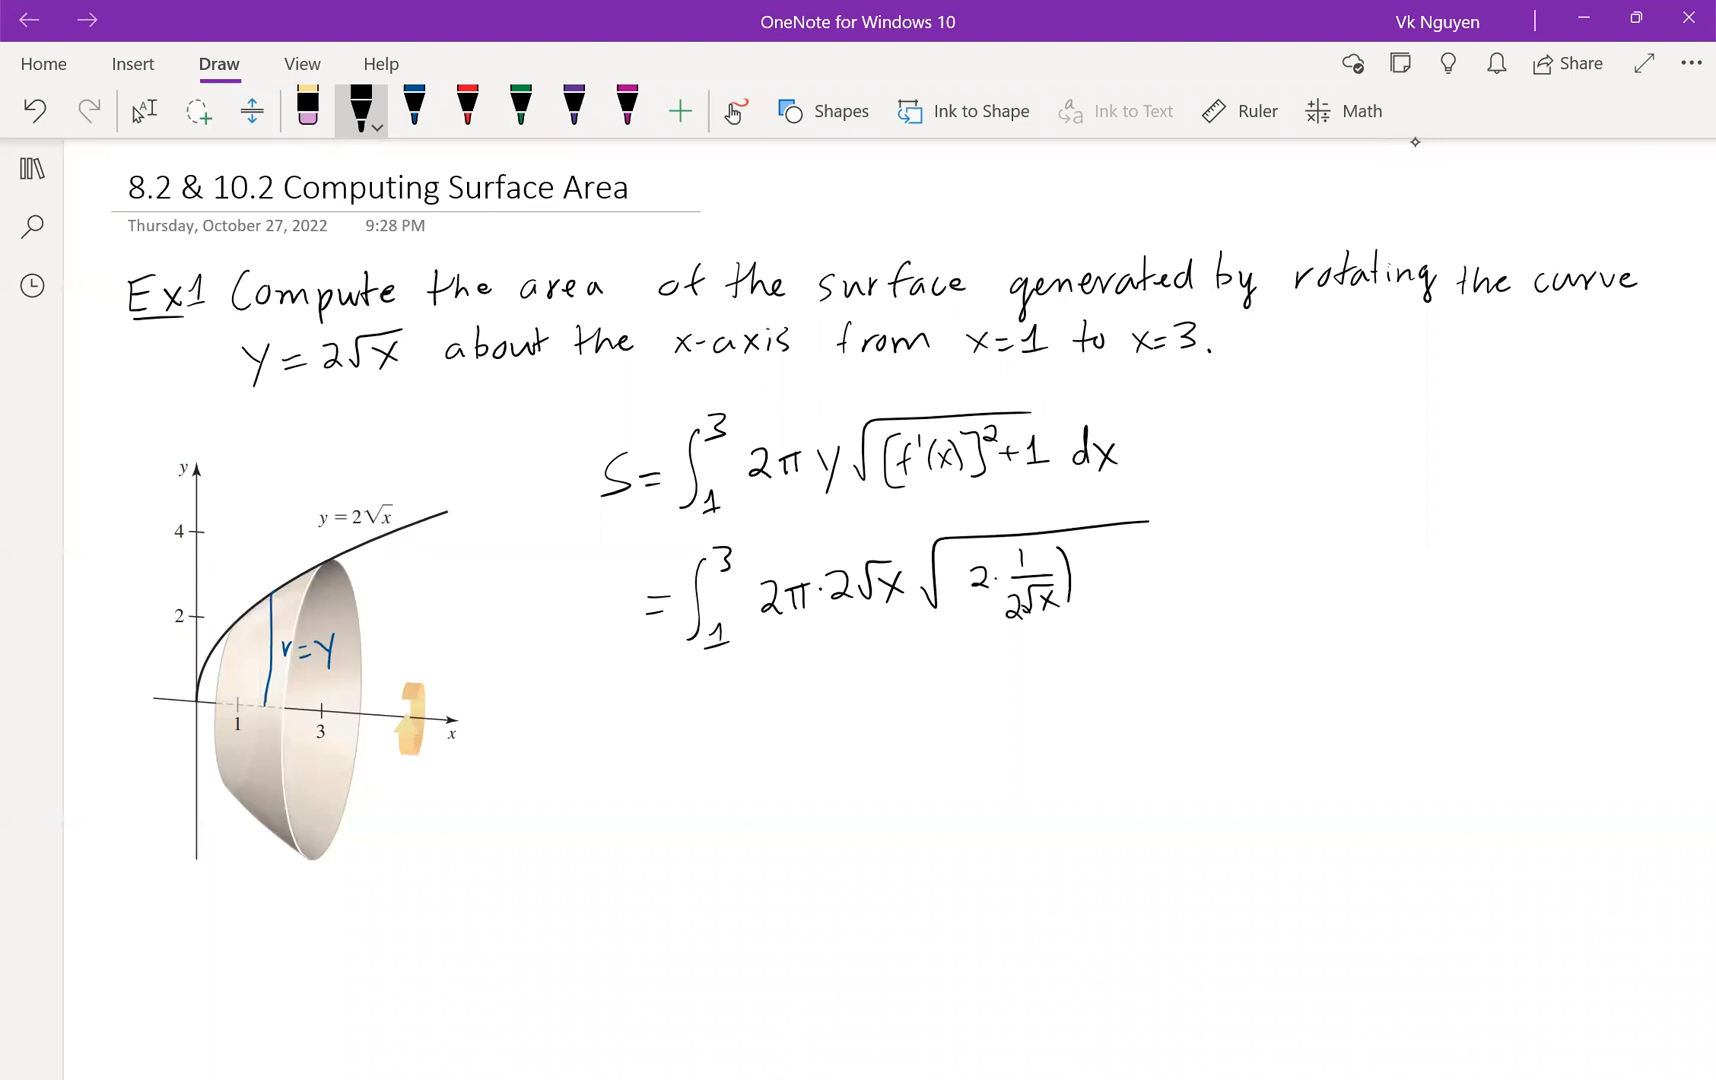 OneNote for Windows 10
Vk Nguyen
Home Insert Draw View Help Share
Shapes Ink to Shape Ink to Text Ruler Math
8.2 & 10.2 Computing Surface Area
Thursday, October 27, 2022 9:28 PM
Ex1 Compute the area of the surface generated by rotating the curve
y = 2√x about the x-axis from x=1 to x=3.
S = ∫₁³ 2π y √([f'(x)]² + 1) dx
= ∫₁³ 2π · 2√x √ 2 · 1/(2√x) )
y
4
y = 2√x
2
r = y
1
3
x